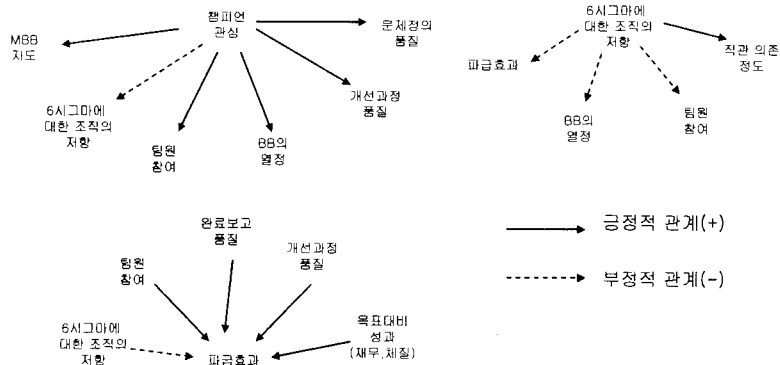 챔피언
관심
문제정의
품질
MBB
지도
개선과정
품질
6시그마에
대한 조직의
저항
팀원
참여
BB의
열정
6시그마에
대한 조직의
저항
파급효과
직관 의존
정도
BB의
열정
팀원
참여
완료보고
품질
개선과정
품질
팀원
참여
6시그마에
대한 조직의
저항
파급효과
목표대비
성과
(재무,체질)
긍정적 관계(+)
부정적 관계(-)